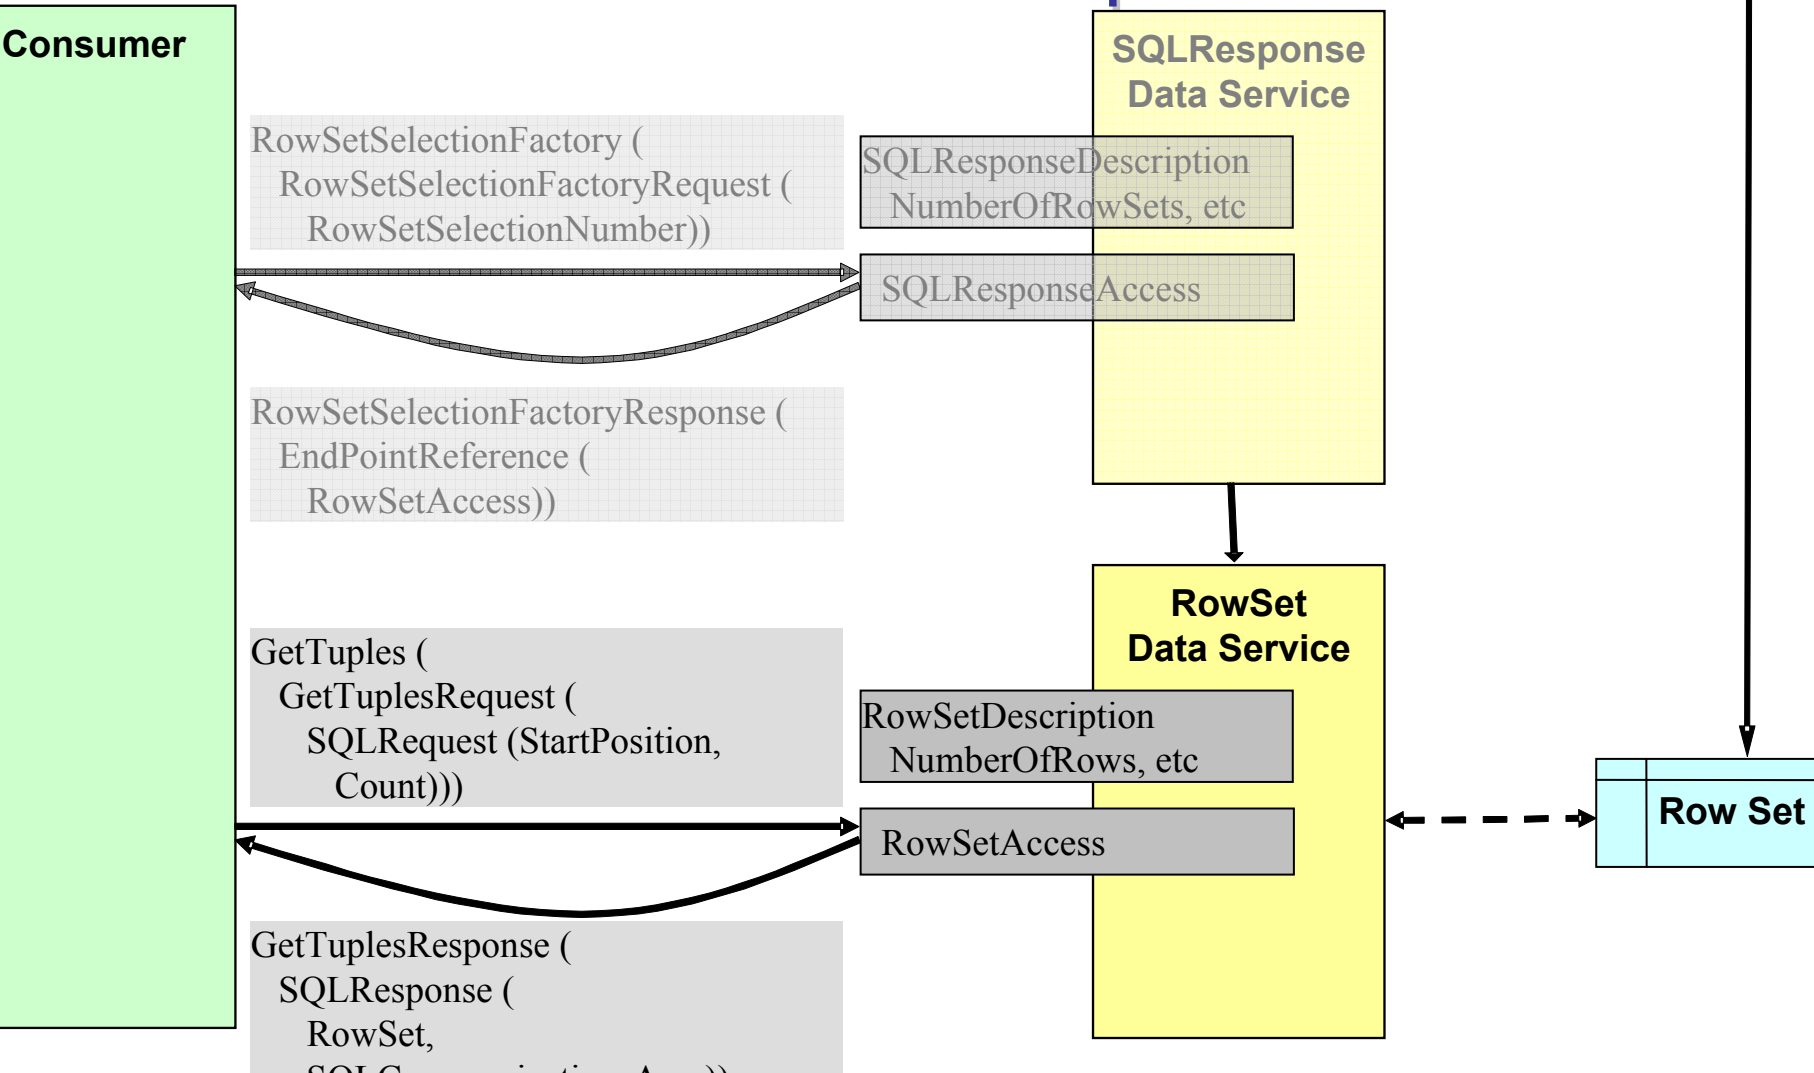 Consumer
SQLResponse
Data Service
RowSetSelectionFactory (
RowSetSelectionFactoryRequest (
RowSetSelectionNumber))
SQLResponseDescription
NumberOfRowSets, etc
SQLResponseAccess
RowSetSelectionFactoryResponse (
EndPointReference (
RowSetAccess))
RowSet
Data Service
GetTuples (
GetTuplesRequest (
SQLRequest (StartPosition,
Count)))
RowSetDescription
NumberOfRows, etc
RowSetAccess
Row Set
GetTuplesResponse (
SQLResponse (
RowSet,